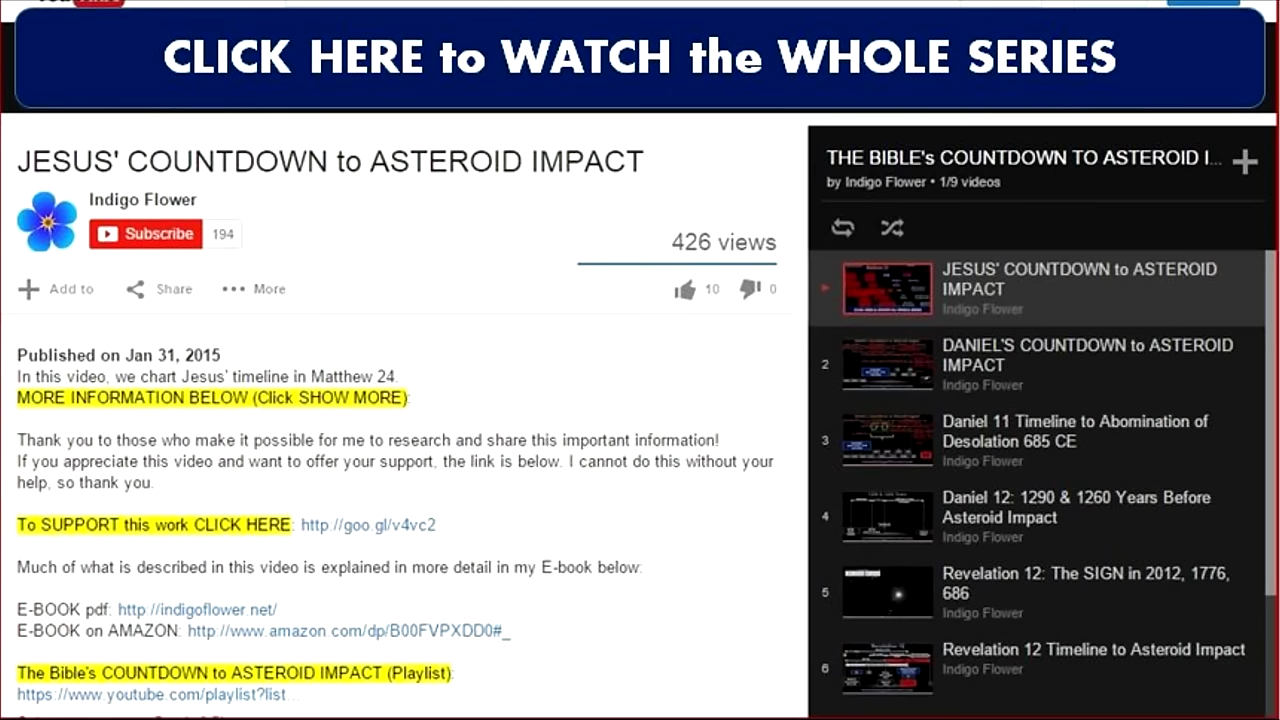 CLICK HERE to WATCH the WHOLE SERIES
JESUS' COUNTDOWN to ASTEROID IMPACT
Indigo Flower
Subscribe 194
426 views
Add to Share More
10 0
Published on Jan 31, 2015
In this video, we chart Jesus' timeline in Matthew 24.
MORE INFORMATION BELOW (Click SHOW MORE):
Thank you to those who make it possible for me to research and share this important information!
If you appreciate this video and want to offer your support, the link is below. I cannot do this without your
help, so thank you.
To SUPPORT this work CLICK HERE: http://goo.gl/v4vc2
Much of what is described in this video is explained in more detail in my E-book below:
E-BOOK pdf: http://indigoflower.net/
E-BOOK on AMAZON: http://www.amazon.com/dp/B00FVPXDD0#_
The Bible's COUNTDOWN to ASTEROID IMPACT (Playlist):
https://www.youtube.com/playlist?list...
THE BIBLE's COUNTDOWN TO ASTEROID I...
by Indigo Flower • 1/9 videos
JESUS' COUNTDOWN to ASTEROID
IMPACT
Indigo Flower
2
DANIEL'S COUNTDOWN to ASTEROID
IMPACT
Indigo Flower
3
Daniel 11 Timeline to Abomination of
Desolation 685 CE
Indigo Flower
4
Daniel 12: 1290 & 1260 Years Before
Asteroid Impact
Indigo Flower
5
Revelation 12: The SIGN in 2012, 1776,
686
Indigo Flower
6
Revelation 12 Timeline to Asteroid Impact
Indigo Flower